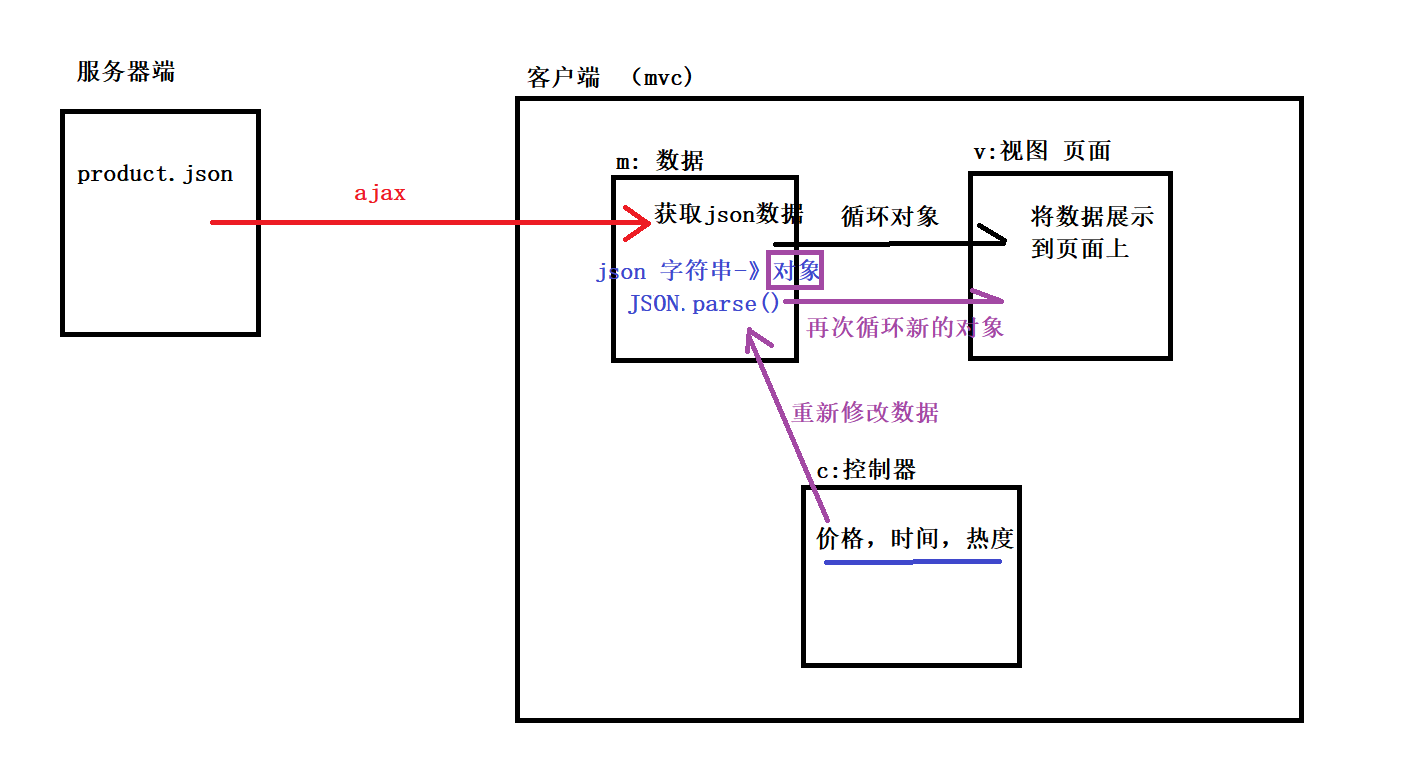 服务器端
客户端 （mvc)
product.json
ajax
m: 数据
获取json数据
json 字符串-》对象
JSON.parse()
循环对象
v:视图 页面
将数据展示
到页面上
再次循环新的对象
重新修改数据
c:控制器
价格，时间，热度